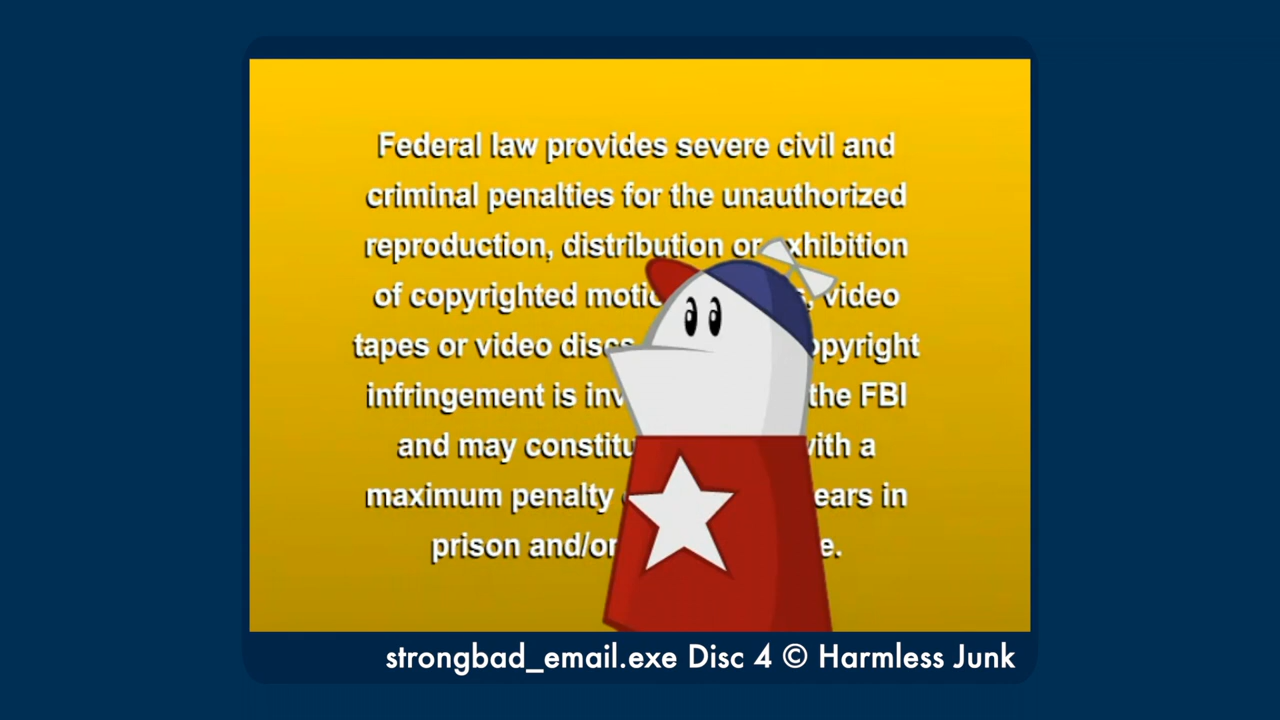 Federal law provides severe civil and
criminal penalties for the unauthorized
reproduction, distribution or
of copyrighted video
tapes or video discs
infringement is the FBI
and may with a
maximum penalty in
prison and/or
strongbad_email.exe Disc 4 © Harmless Junk